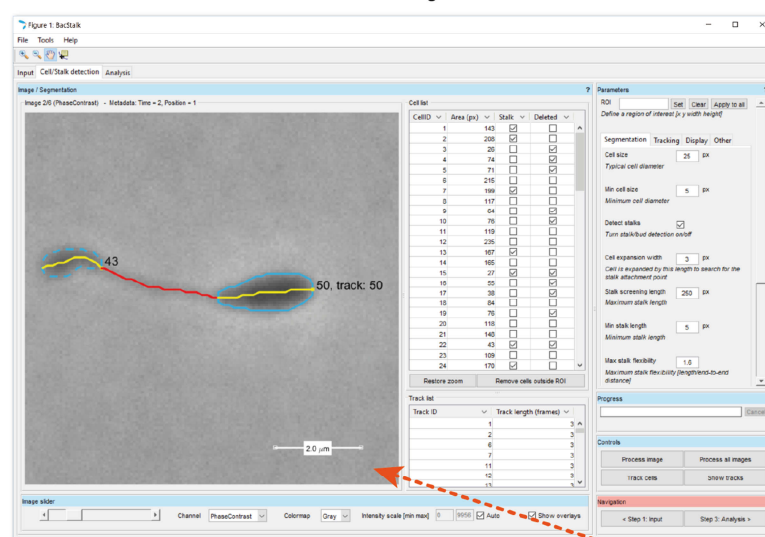 Figure 1: BacStalk
File Tools Help
Input Cell/Stalk detection Analysis
Image / Segmentation ?
Image 2/6 (PhaseContrast) - Metadata: Time = 2, Position = 1
43
50, track: 50
2.0 μm
Cell list
CellID Area (px) Stalk Deleted
1 143
2 208
3 26
4 74
5 71
6 215
7 199
8 117
9 64
10 76
11 119
12 235
13 167
14 165
15 27
16 55
17 38
18 84
19 76
20 118
21 148
22 43
23 109
24 170
Restore zoom Remove cells outside ROI
Track list
Track ID Track length (frames)
1 3
2 3
6 3
7 3
11 3
12 3
13 3
Image slider
Channel PhaseContrast Colormap Gray Intensity scale [min max] 0 9956 Auto Show overlays
Parameters
ROI Set Clear Apply to all
Define a region of interest [x y width height]
Segmentation Tracking Display Other
Cell size 25 px
Typical cell diameter
Min cell size 5 px
Minimum cell diameter
Detect stalks
Turn stalk/bud detection on/off
Cell expansion width 3 px
Cell is expanded by this length to search for the
stalk attachment point
Stalk screening length 250 px
Maximum stalk length
Min stalk length 5 px
Minimum stalk length
Max stalk flexibility 1.6
Maximum stalk flexibility [length/end-to-end
distance]
Progress
Cancel
Controls
Process image Process all images
Track cells Show tracks
Navigation
< Step 1: Input Step 3: Analysis >